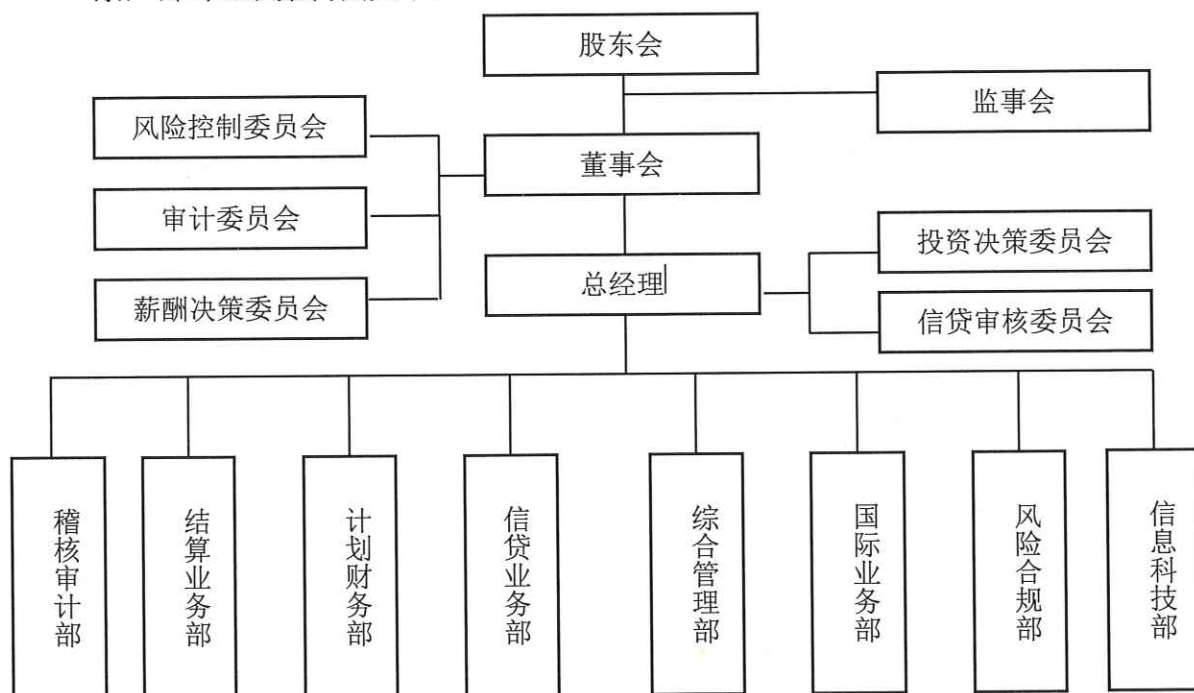 股东会
监事会
风险控制委员会
董事会
审计委员会
投资决策委员会
总经理
薪酬决策委员会
信贷审核委员会
稽核审计部
结算业务部
计划财务部
信贷业务部
综合管理部
国际业务部
风险合规部
信息科技部